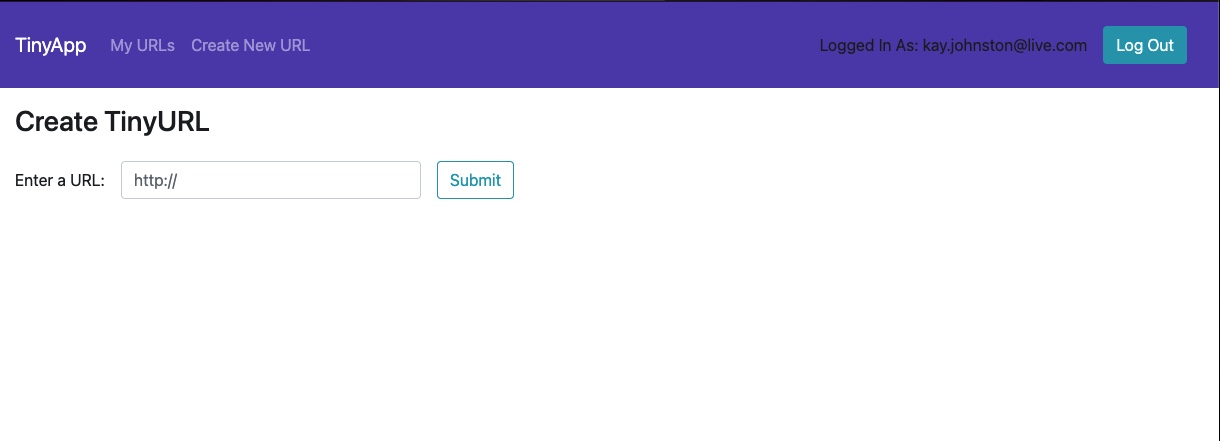 TinyApp My URLs Create New URL Logged In As: kay.johnston@live.com Log Out
Create TinyURL
Enter a URL: http:// Submit